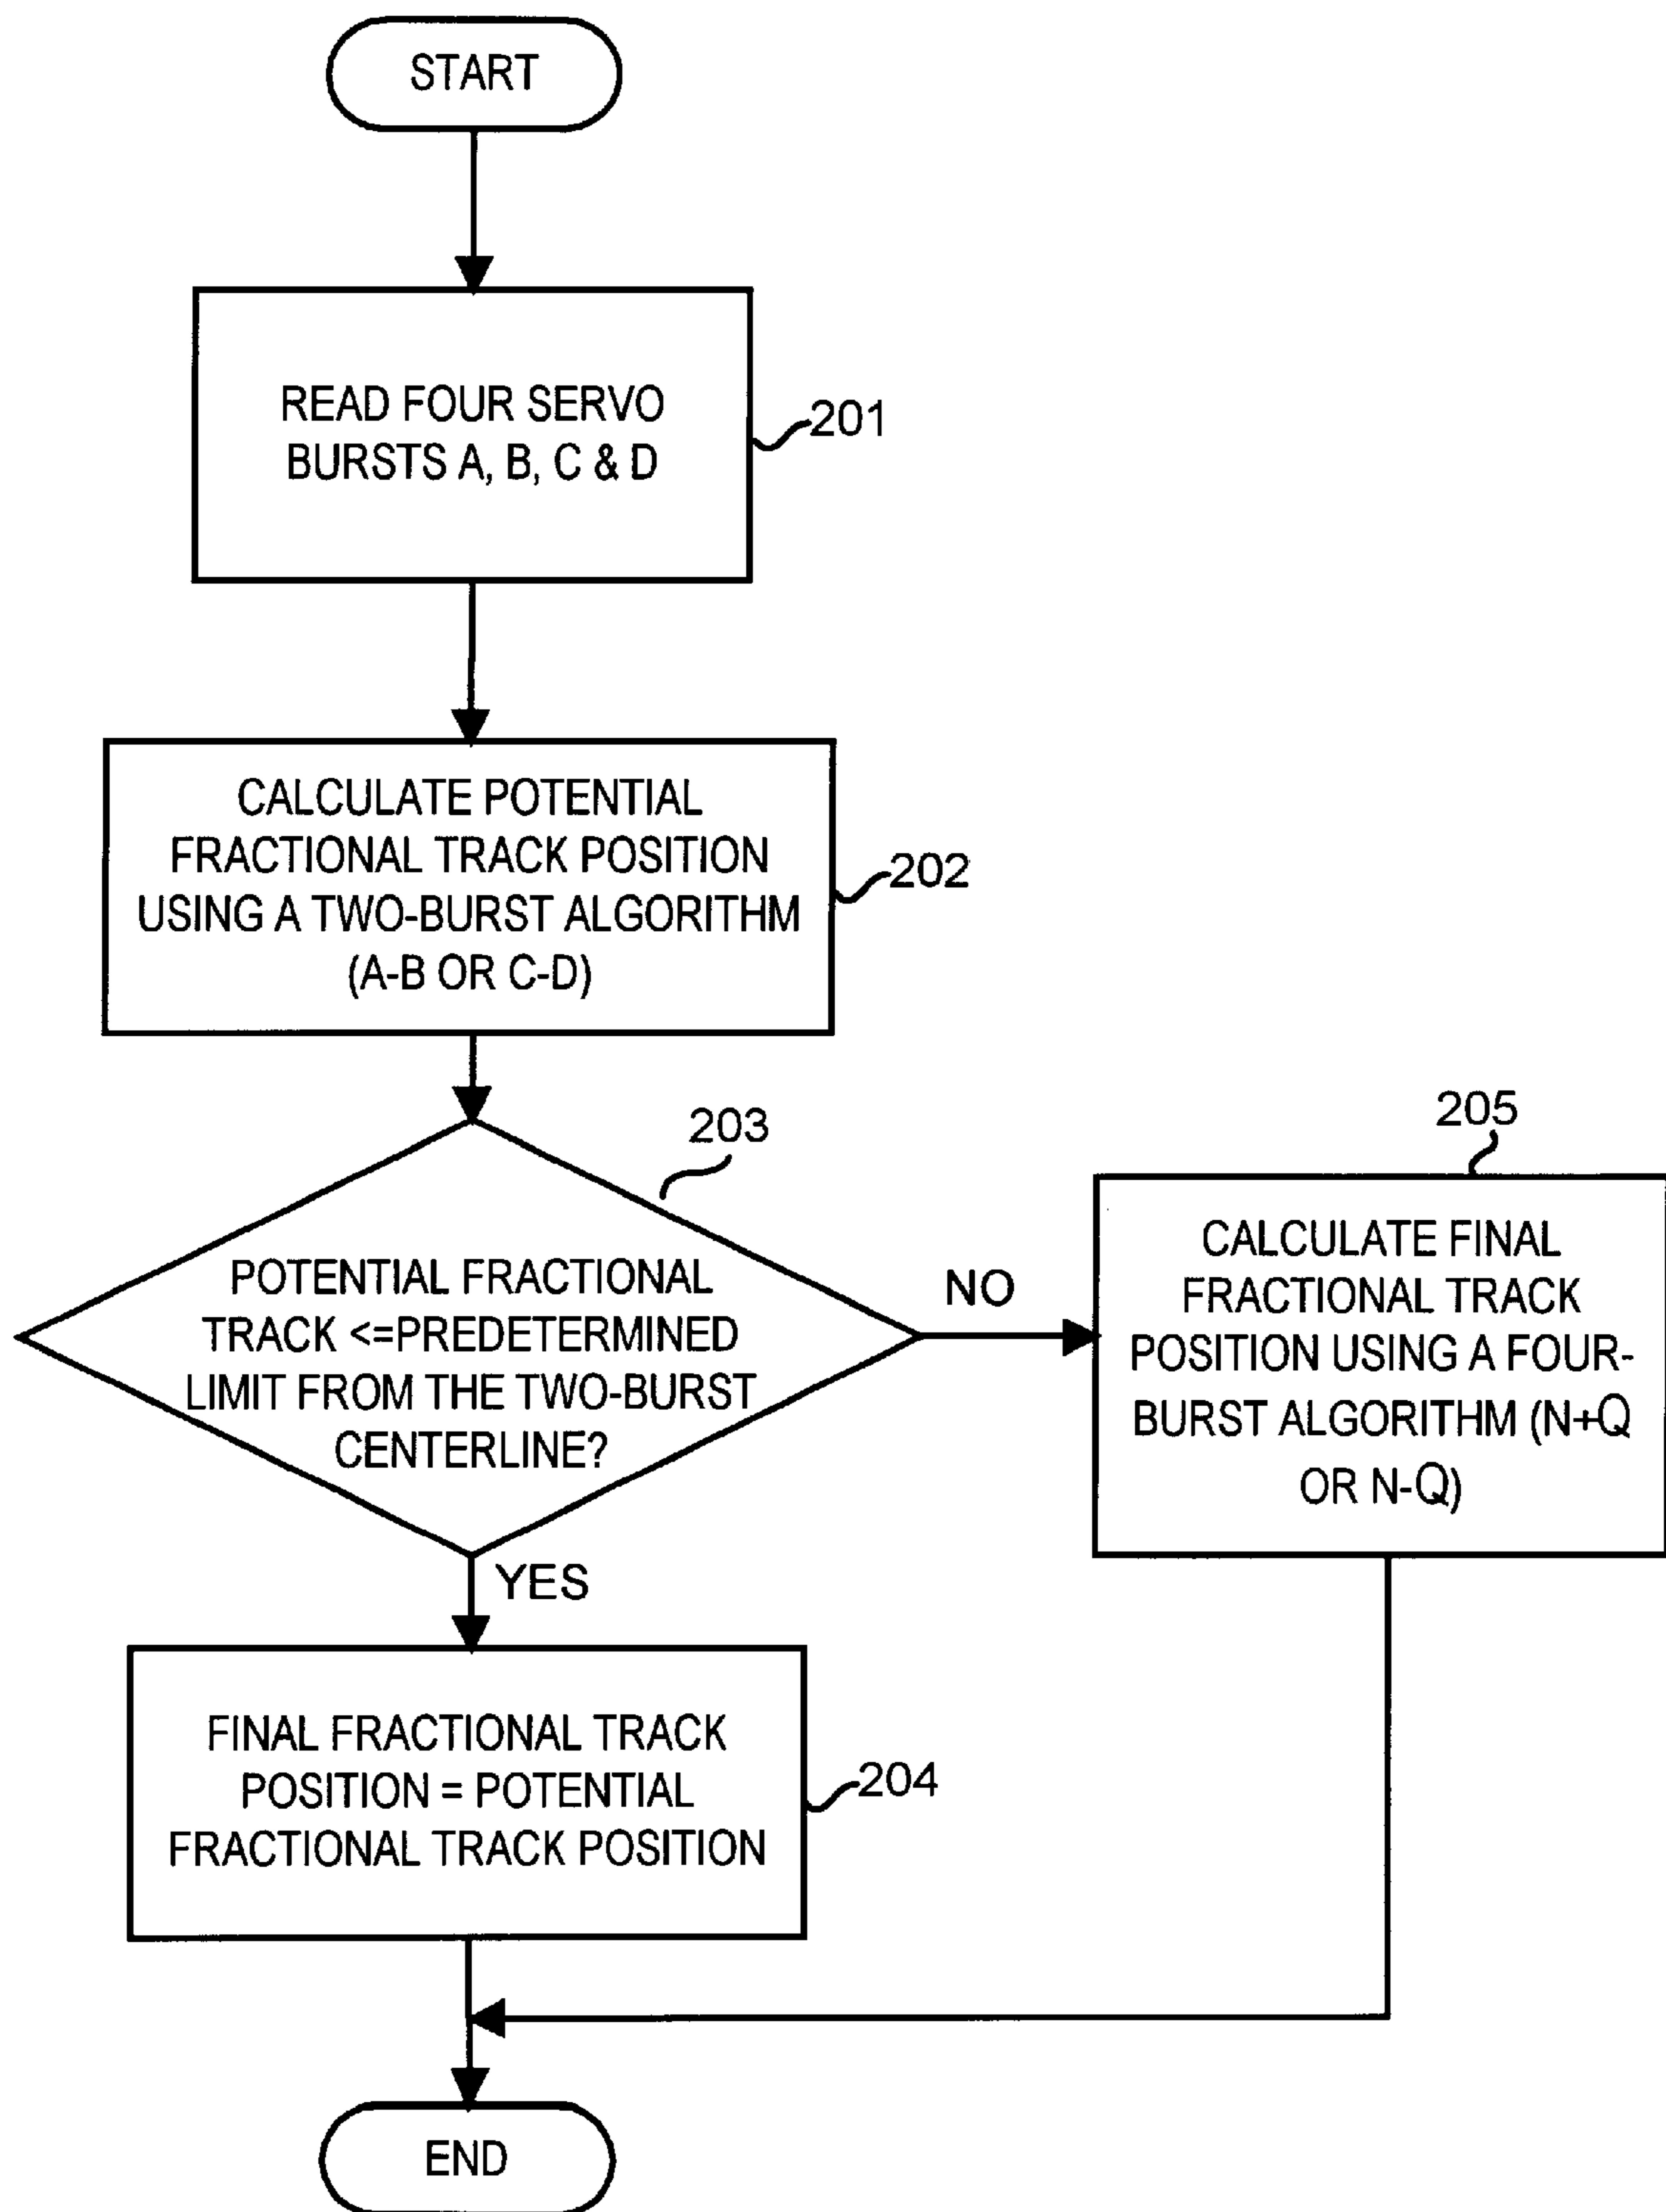 START
READ FOUR SERVO
BURSTS A, B, C & D
201
CALCULATE POTENTIAL
FRACTIONAL TRACK POSITION
USING A TWO-BURST ALGORITHM
(A-B OR C-D)
202
203
POTENTIAL FRACTIONAL
TRACK <=PREDETERMINED
LIMIT FROM THE TWO-BURST
CENTERLINE?
NO
205
CALCULATE FINAL
FRACTIONAL TRACK
POSITION USING A FOUR-
BURST ALGORITHM (N+Q
OR N-Q)
YES
FINAL FRACTIONAL TRACK
POSITION = POTENTIAL
FRACTIONAL TRACK POSITION
204
END